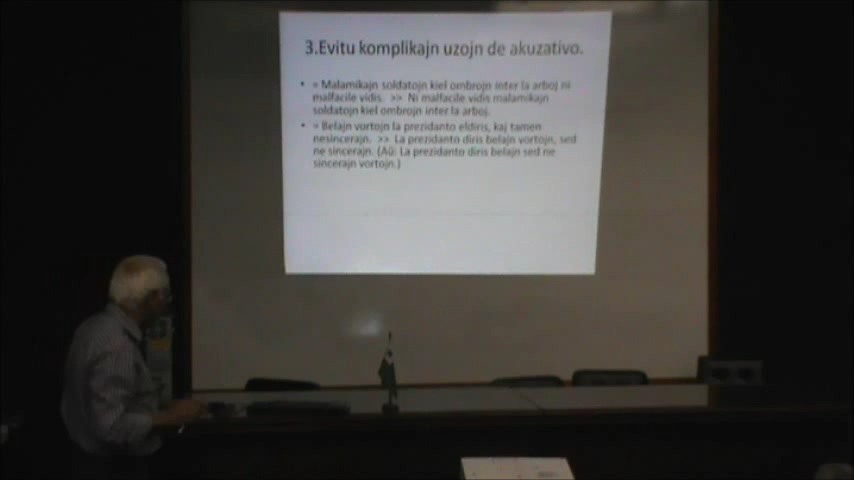 3.Evitu komplikajn uzojn de akuzativo.
• = Malamikajn soldatojn kiel ombrojn inter la arboj ni
malfacile vidis. >> Ni malfacile vidis malamikajn
soldatojn kiel ombrojn inter la arboj.
• = Belajn vortojn la prezidanto eldiris, kaj tamen
nesincerajn. >> La prezidanto diris belajn vortojn, sed
ne sincerajn. (Aŭ: La prezidanto diris belajn sed ne
sincerajn vortojn.)